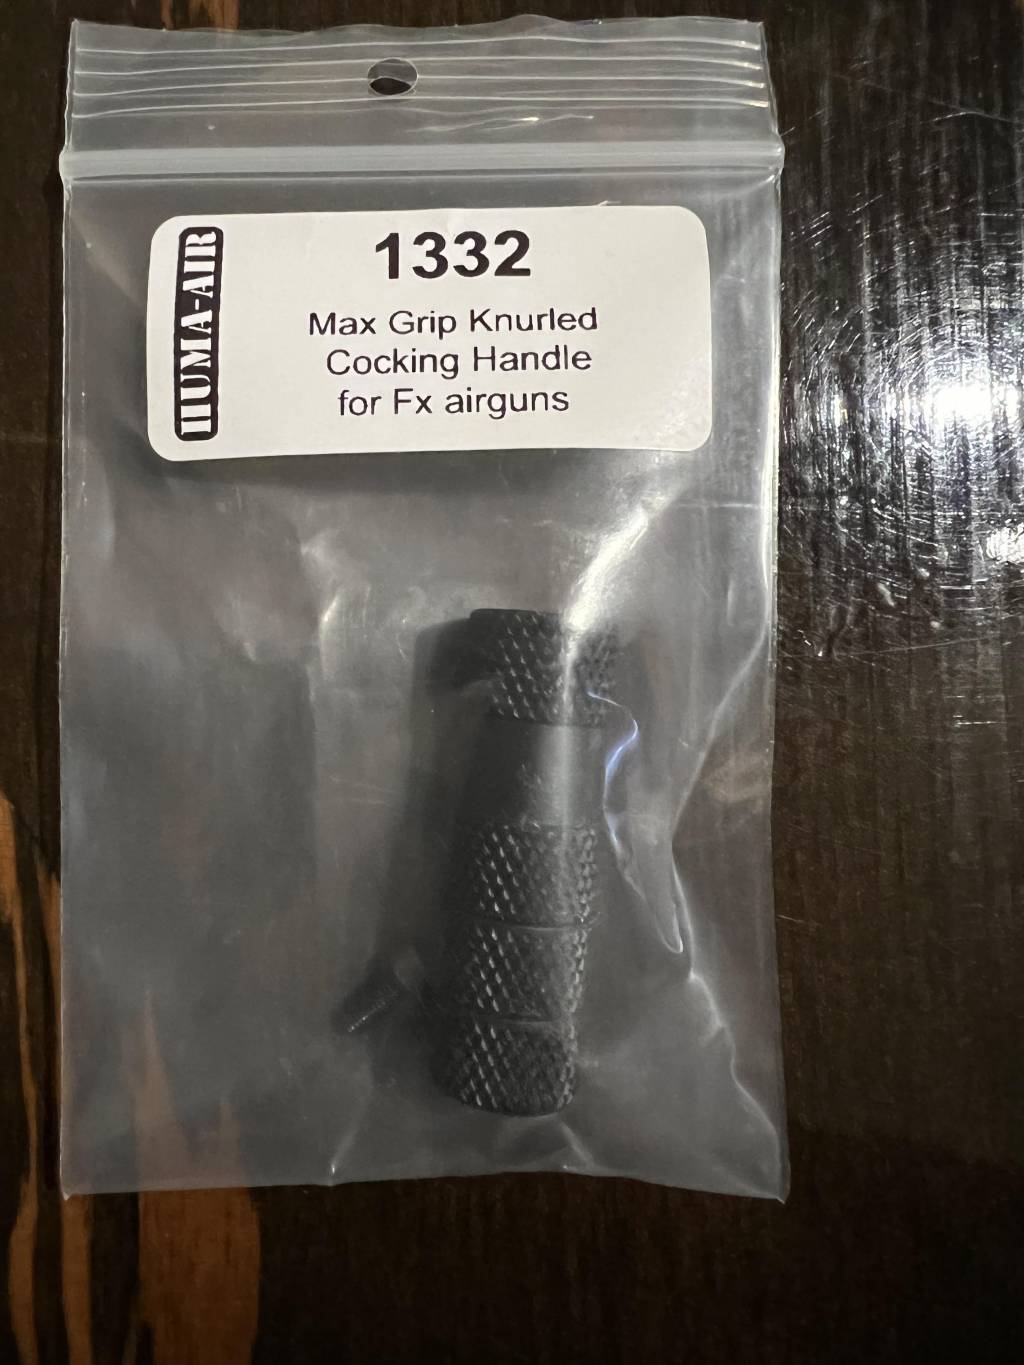 HUMA-AIR
1332
Max Grip Knurled
Cocking Handle
for Fx airguns